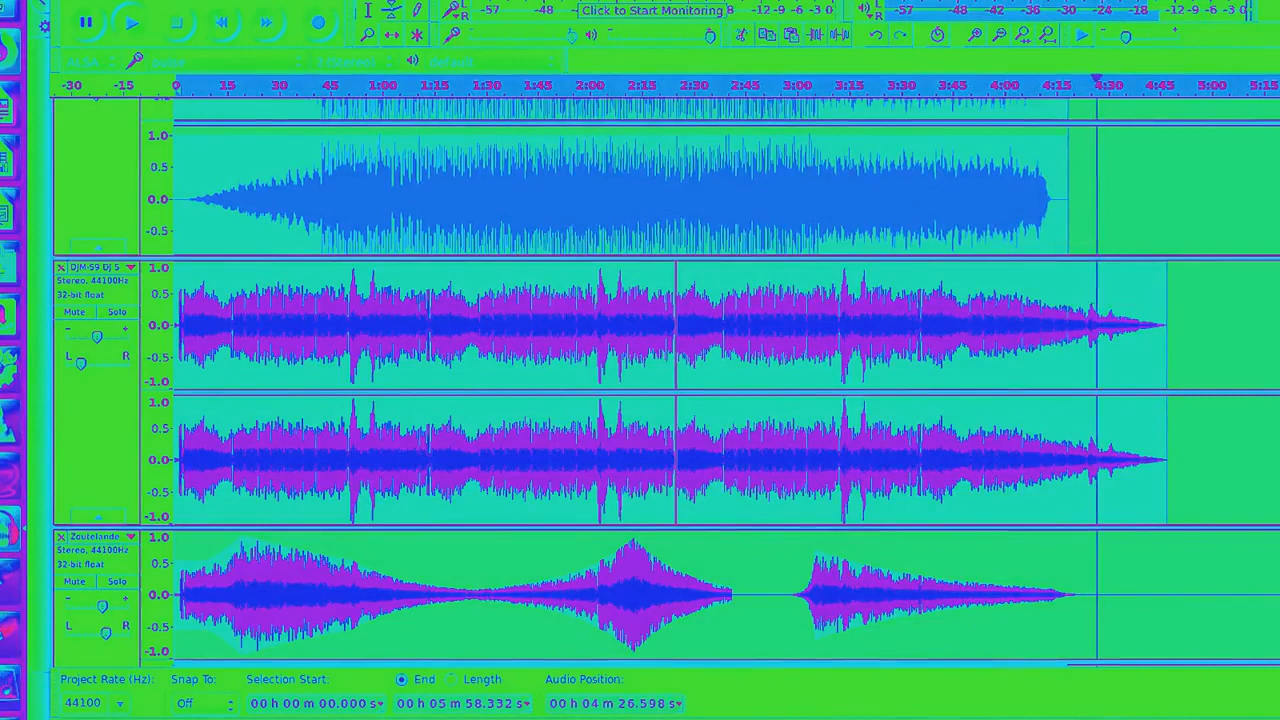 -57 -48 Click to Start Monitoring 8 -12 -9 -6 -3 0
-57 -48 -42 -36 -30 -24 -18 -12 -9 -6 -3 0
ALSA pulse default
-30 -15 0 15 30 45 1:00 1:15 1:30 1:45 2:00 2:15 2:30 2:45 3:00 3:15 3:30 3:45 4:00 4:15 4:30 4:45 5:00 5:15
1.0
0.5
0.0
-0.5
DJM-S9 DJ S
Stereo, 44100Hz
32-bit float
Mute Solo
- +
L R
1.0
0.5
0.0
-0.5
-1.0
1.0
0.5
0.0
-0.5
-1.0
Zoutelande
Stereo, 44100Hz
32-bit float
Mute Solo
- +
L R
1.0
0.5
0.0
-0.5
-1.0
Project Rate (Hz): Snap To: Selection Start: End Length Audio Position:
44100 Off 00 h 00 m 00.000 s 00 h 05 m 58.332 s 00 h 04 m 26.598 s